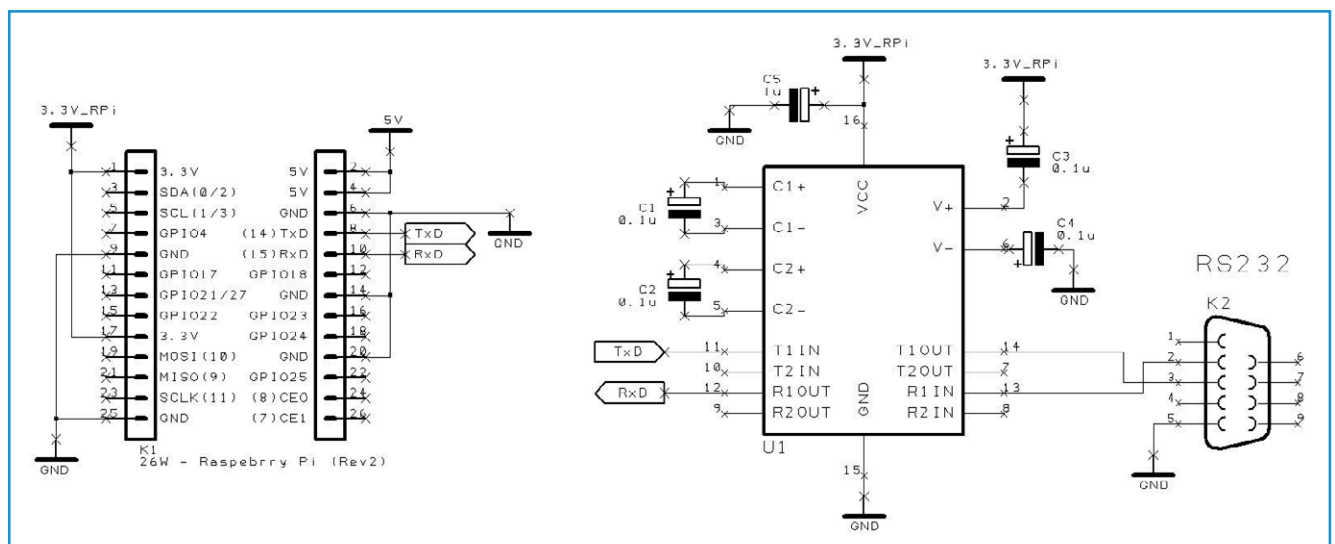 3.3V_RPi
5V
1 3.3V 5V 2
3 SDA(0/2) 5V 4
5 SCL(1/3) GND 6
7 GPIO4 (14)TxD 8 TxD
9 GND (15)RxD 10 RxD
11 GPIO17 GPIO18 12
13 GPIO21/27 GND 14
15 GPIO22 GPIO23 16
17 3.3V GPIO24 18
19 MOSI(10) GND 20
21 MISO(9) GPIO25 22
23 SCLK(11) (8)CE0 24
25 GND (7)CE1 26
GND
GND
K1
26W - Raspebrry Pi (Rev2)
3.3V_RPi
3.3V_RPi
C5
1u
+
GND
16
VCC
C3
0.1u
+
C1
0.1u
+
1 C1+
3 C1-
C2
0.1u
+
4 C2+
5 C2-
V+ 2
V- 6
C4
0.1u
+
GND
TxD 11 T1IN T1OUT 14
10 T2IN T2OUT 7
RxD 12 R1OUT R1IN 13
9 R2OUT R2IN 8
GND
U1
15
GND
RS232
K2
1
2
3
4
5
6
7
8
9
GND